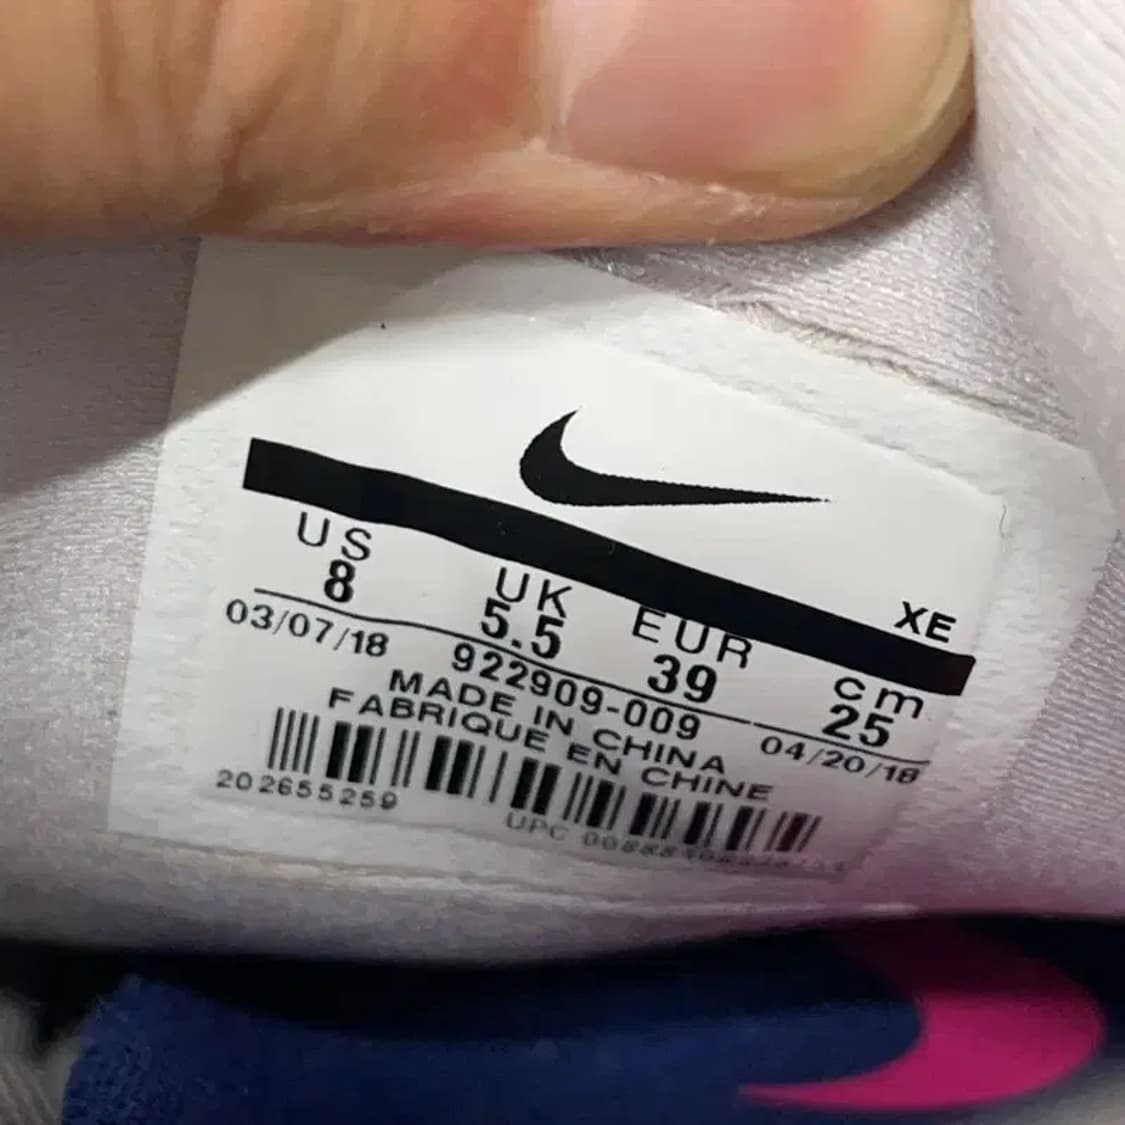 XE
US UK EUR cm
8 5.5 39 25
03/07/18 922909-009 04/20/18
MADE IN CHINA
FABRIQUE EN CHINE
202655259
UPC